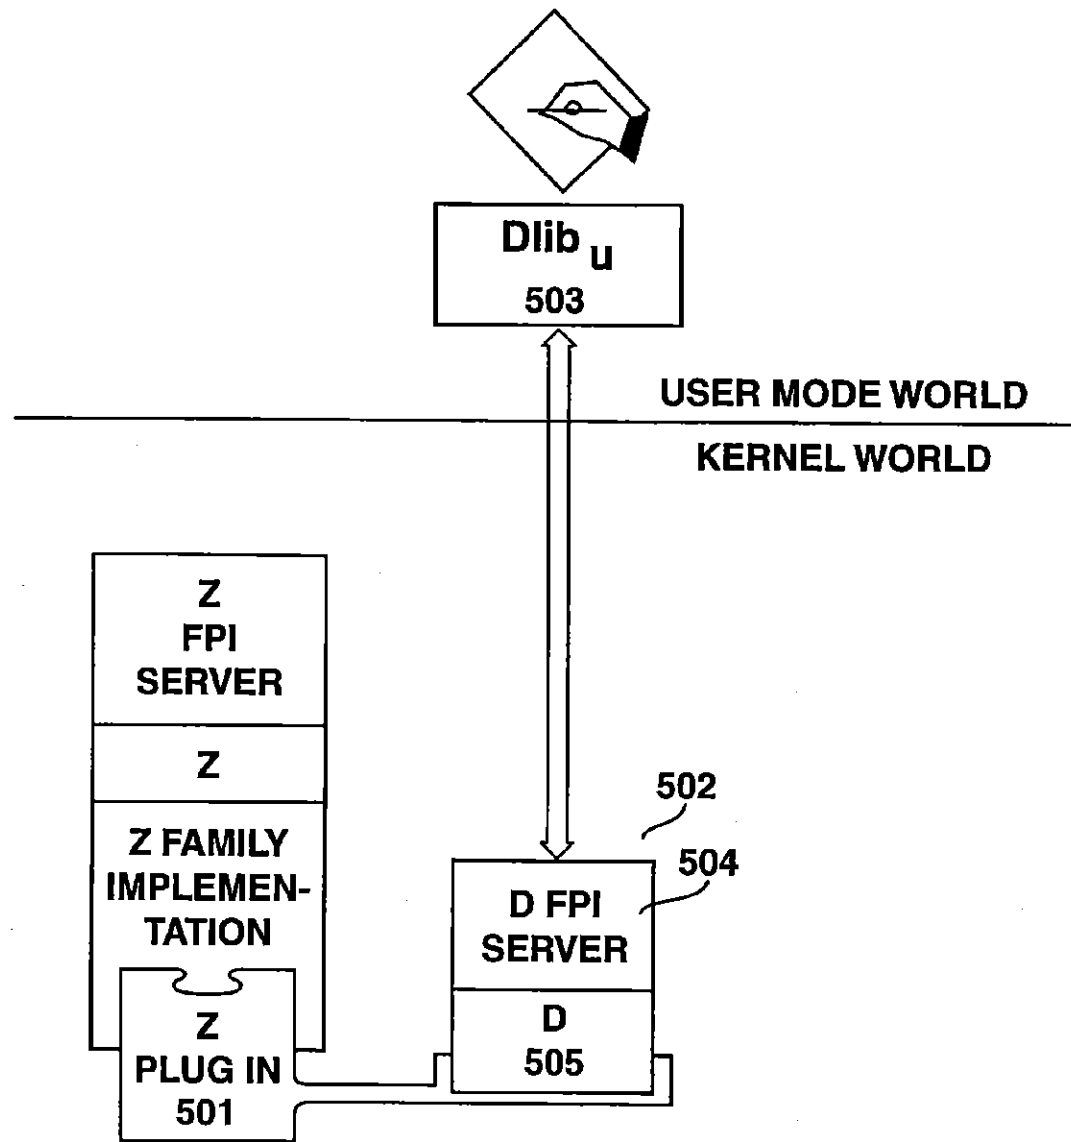 Dlib u
503
USER MODE WORLD
KERNEL WORLD
Z
FPI
SERVER
Z
Z FAMILY
IMPLEMEN-
TATION
Z
PLUG IN
501
502
504
D FPI
SERVER
D
505